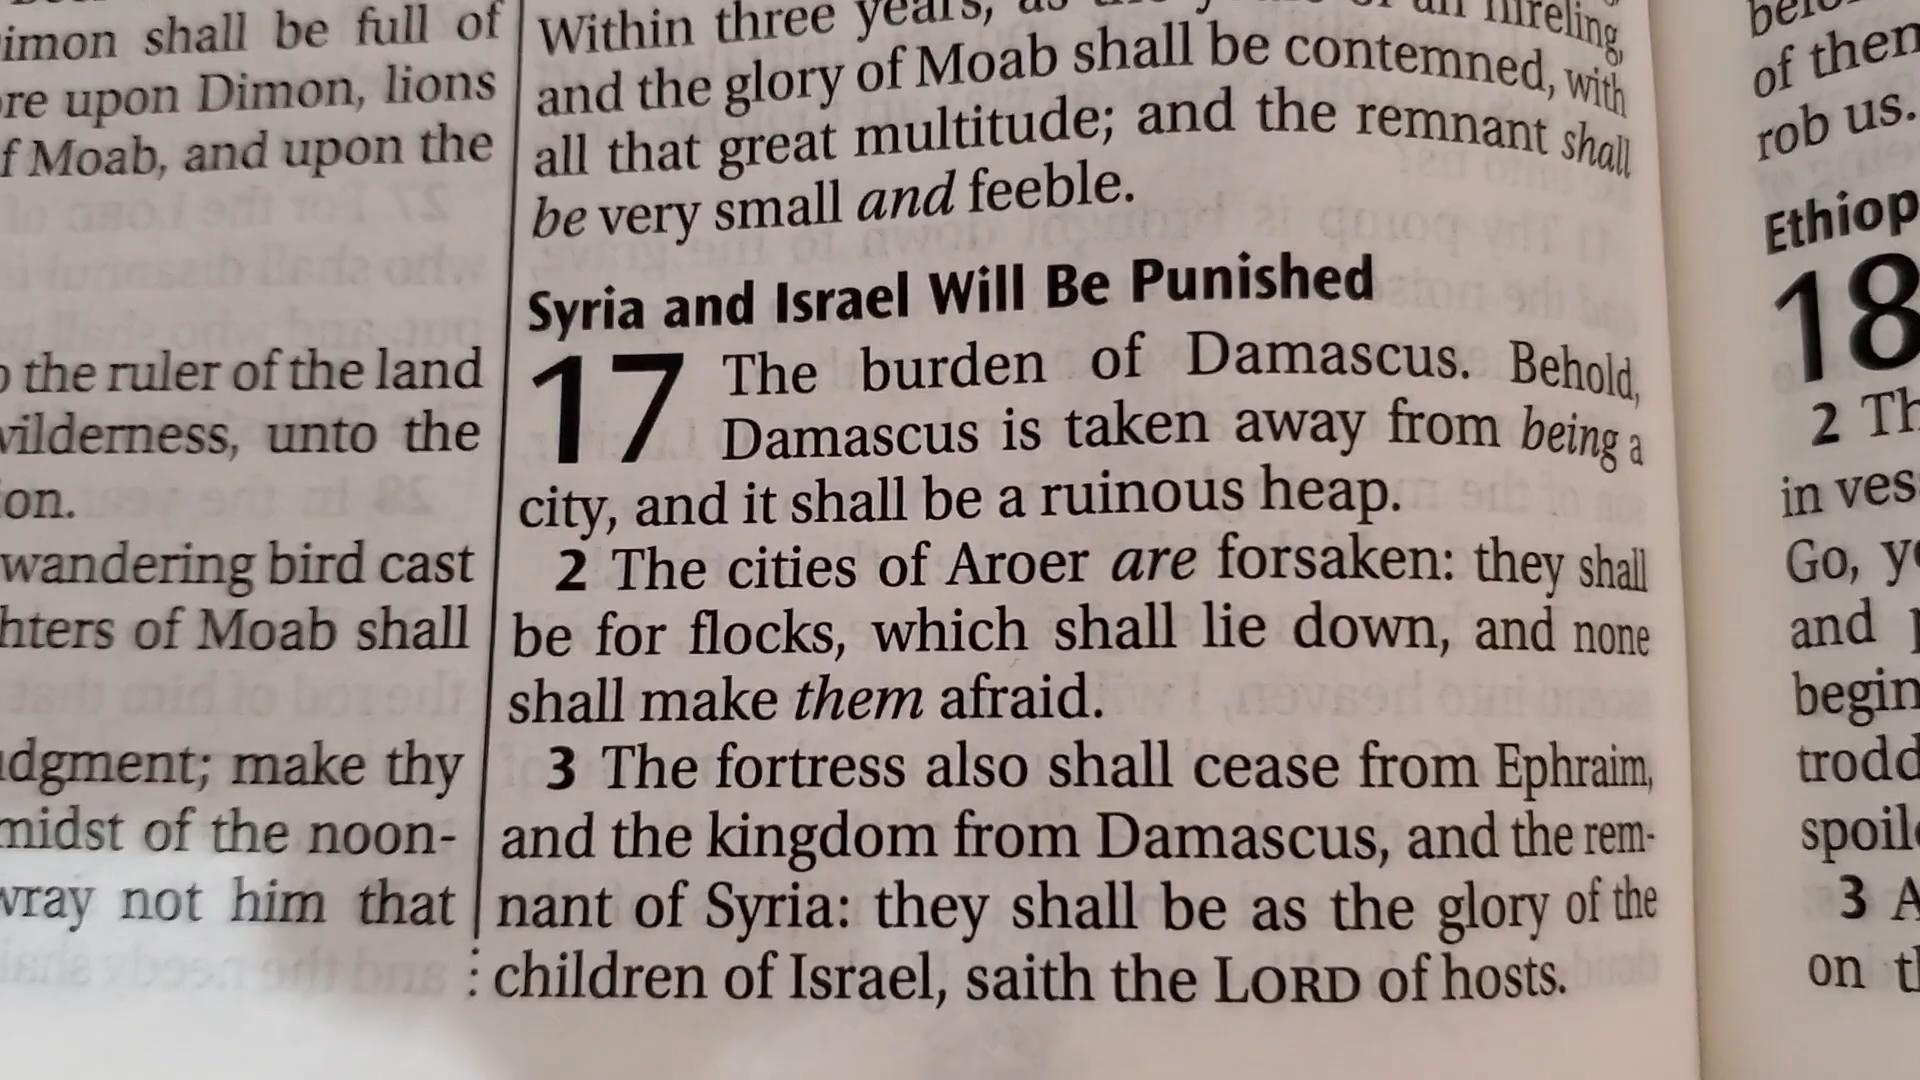 imon shall be full of
re upon Dimon, lions
f Moab, and upon the
the ruler of the land
wilderness, unto the
on.
wandering bird cast
hters of Moab shall
dgment; make thy
midst of the noon-
wray not him that
Within three years, hireling,
and the glory of Moab shall be contemned, with
all that great multitude; and the remnant shall
be very small and feeble.
Syria and Israel Will Be Punished
17 The burden of Damascus. Behold,
Damascus is taken away from being a
city, and it shall be a ruinous heap.
2 The cities of Aroer are forsaken: they shall
be for flocks, which shall lie down, and none
shall make them afraid.
3 The fortress also shall cease from Ephraim,
and the kingdom from Damascus, and the rem-
nant of Syria: they shall be as the glory of the
children of Israel, saith the LORD of hosts.
of then
rob us.
Ethiop
18
2 Th
in ves
Go, y
and
begin
trodd
spoil
3 A
on t